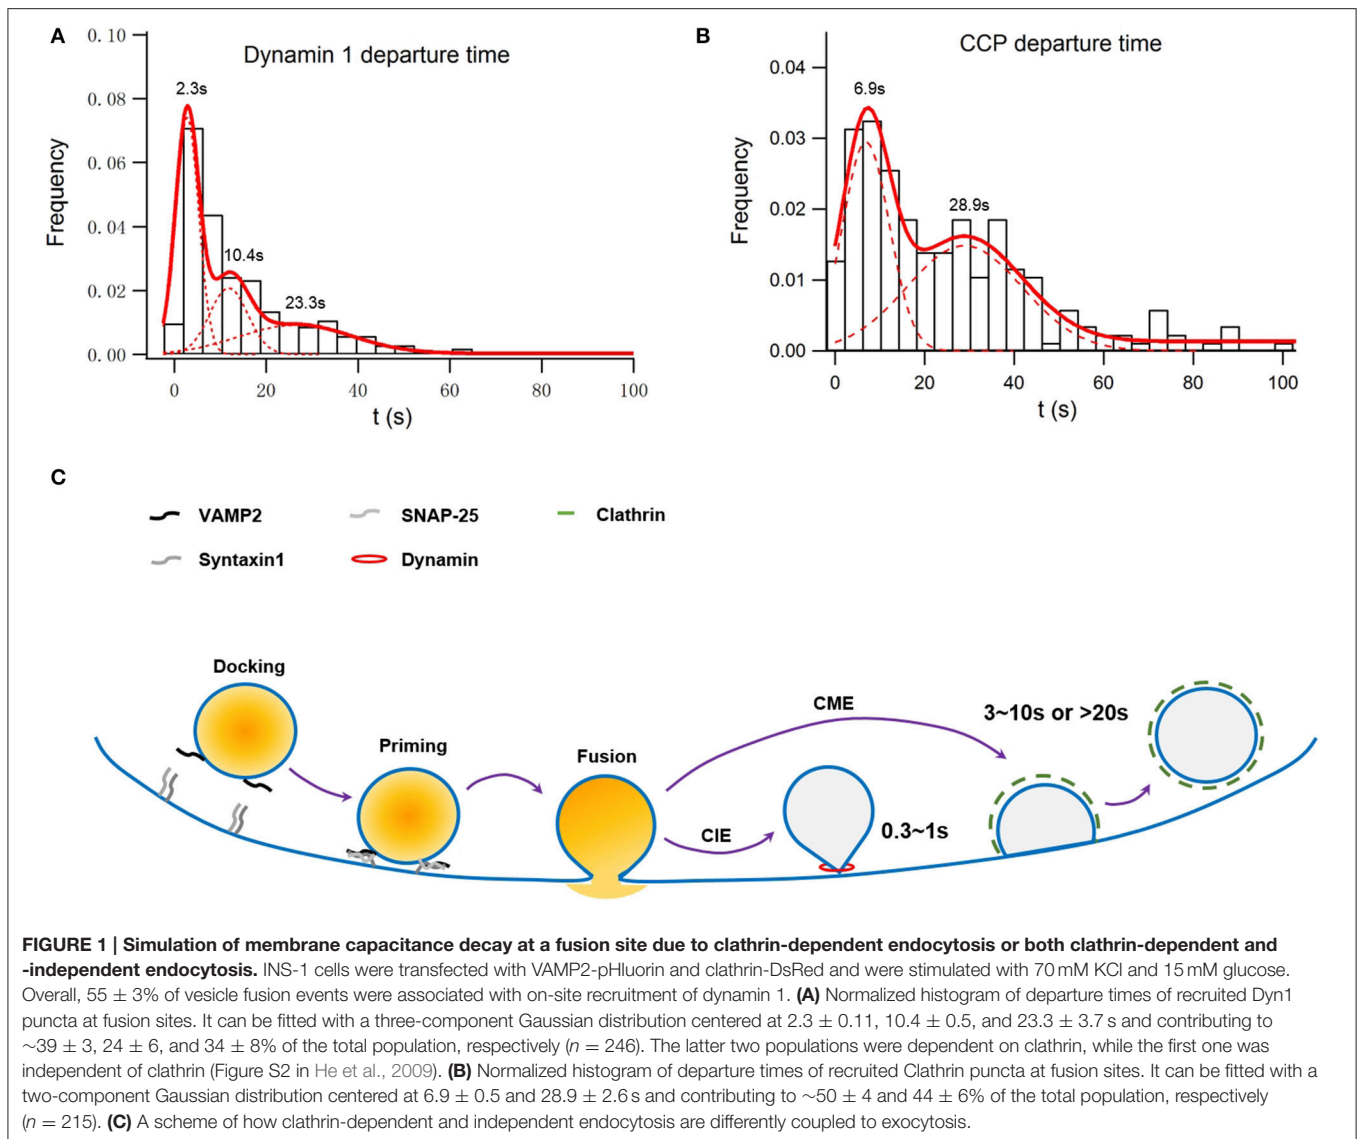 A
Dynamin 1 departure time
0. 10
0. 08
0. 06
0. 04
0. 02
0. 00
Frequency
2.3s
10.4s
23.3s
0 20 40 60 80 100
t (s)
B
CCP departure time
0.04
0.03
0.02
0.01
0.00
Frequency
6.9s
28.9s
0 20 40 60 80 100
t (s)
C
VAMP2 SNAP-25 Clathrin
Syntaxin1 Dynamin
Docking
Priming
Fusion
CME
CIE
0.3~1s
3~10s or >20s
FIGURE 1 | Simulation of membrane capacitance decay at a fusion site due to clathrin-dependent endocytosis or both clathrin-dependent and
-independent endocytosis. INS-1 cells were transfected with VAMP2-pHluorin and clathrin-DsRed and were stimulated with 70 mM KCl and 15 mM glucose.
Overall, 55 ± 3% of vesicle fusion events were associated with on-site recruitment of dynamin 1. (A) Normalized histogram of departure times of recruited Dyn1
puncta at fusion sites. It can be fitted with a three-component Gaussian distribution centered at 2.3 ± 0.11, 10.4 ± 0.5, and 23.3 ± 3.7 s and contributing to
~39 ± 3, 24 ± 6, and 34 ± 8% of the total population, respectively (n = 246). The latter two populations were dependent on clathrin, while the first one was
independent of clathrin (Figure S2 in He et al., 2009). (B) Normalized histogram of departure times of recruited Clathrin puncta at fusion sites. It can be fitted with a
two-component Gaussian distribution centered at 6.9 ± 0.5 and 28.9 ± 2.6 s and contributing to ~50 ± 4 and 44 ± 6% of the total population, respectively
(n = 215). (C) A scheme of how clathrin-dependent and independent endocytosis are differently coupled to exocytosis.